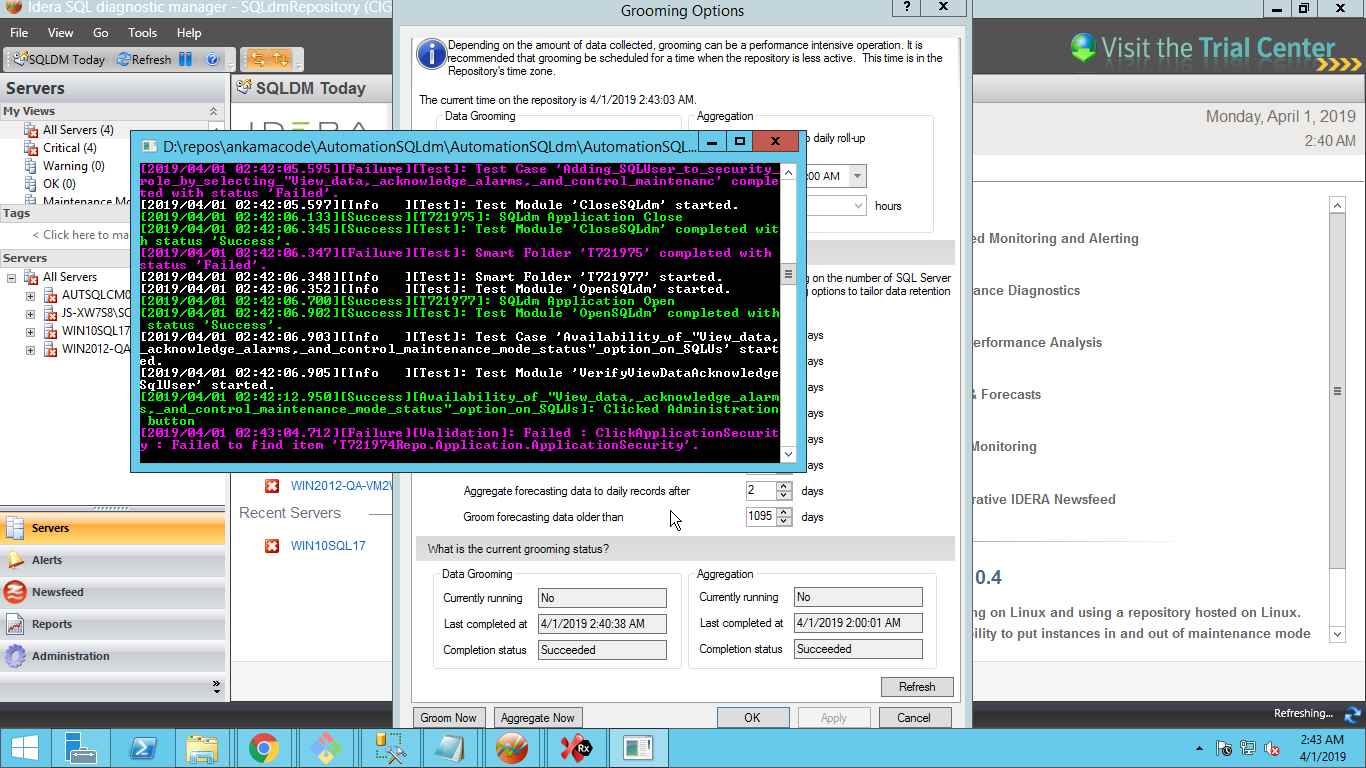 Idera SQL diagnostic manager - SQLdmRepository (CIG
Grooming Options
?
X
File View Go Tools Help
SQLDM Today Refresh
Visit the Trial Center
Servers
SQLDM Today
My Views
All Servers (4)
Critical (4)
Warning (0)
OK (0)
Maintenance Mo
Tags
< Click here to ma
Servers
All Servers
AUTSQLCM0
JS-XW7S8\SC
WIN10SQL17
WIN2012-QA
Depending on the amount of data collected, grooming can be a performance intensive operation. It is
recommended that grooming be scheduled for a time when the repository is less active. This time is in the
Repository's time zone.
The current time on the repository is 4/1/2019 2:43:03 AM.
Data Grooming
Aggregation
o daily roll-up
:00 AM
hours
Monday, April 1, 2019
2:40 AM
D:\repos\ankamacode\AutomationSQLdm\AutomationSQLdm\AutomationSQL...
[2019/04/01 02:42:05.595][Failure][Test]: Test Case 'Adding_SQLUser_to_security_
role_by_selecting_"View_data,_acknowledge_alarms,_and_control_maintenanc' comple
ted with status 'Failed'.
[2019/04/01 02:42:05.597][Info   ][Test]: Test Module 'CloseSQLdm' started.
[2019/04/01 02:42:06.133][Success][T721975]: SQLdm Application Close
[2019/04/01 02:42:06.345][Success][Test]: Test Module 'CloseSQLdm' completed wit
h status 'Success'.
[2019/04/01 02:42:06.347][Failure][Test]: Smart Folder 'T721975' completed with
status 'Failed'.
[2019/04/01 02:42:06.348][Info   ][Test]: Smart Folder 'T721977' started.
[2019/04/01 02:42:06.352][Info   ][Test]: Test Module 'OpenSQLdm' started.
[2019/04/01 02:42:06.700][Success][T721977]: SQLdm Application Open
[2019/04/01 02:42:06.902][Success][Test]: Test Module 'OpenSQLdm' completed with
 status 'Success'.
[2019/04/01 02:42:06.903][Info   ][Test]: Test Case 'Availability_of_"View_data,
_acknowledge_alarms,_and_control_maintenance_mode_status"_option_on_SQLUs' start
ed.
[2019/04/01 02:42:06.905][Info   ][Test]: Test Module 'VerifyViewDataAcknowledge
SqlUser' started.
[2019/04/01 02:42:12.950][Success][Availability_of_"View_data,_acknowledge_alarm
s,_and_control_maintenance_mode_status"_option_on_SQLUs]: Clicked Administration
 button
[2019/04/01 02:43:04.712][Failure][Validation]: Failed : ClickApplicationSecurit
y : Failed to find item 'T721974Repo.Application.ApplicationSecurity'.
g on the number of SQL Server
g options to tailor data retention
days
days
days
days
days
days
ed Monitoring and Alerting
ance Diagnostics
erformance Analysis
& Forecasts
Monitoring
rative IDERA Newsfeed
WIN2012-QA-VM2\
Recent Servers
WIN10SQL17
Aggregate forecasting data to daily records after 2 days
Groom forecasting data older than 1095 days
What is the current grooming status?
Data Grooming
Currently running No
Last completed at 4/1/2019 2:40:38 AM
Completion status Succeeded
Aggregation
Currently running No
Last completed at 4/1/2019 2:00:01 AM
Completion status Succeeded
Refresh
Groom Now Aggregate Now OK Apply Cancel
0.4
ng on Linux and using a repository hosted on Linux.
ility to put instances in and out of maintenance mode
Servers
Alerts
Newsfeed
Reports
Administration
Refreshing...
Rx
2:43 AM
4/1/2019